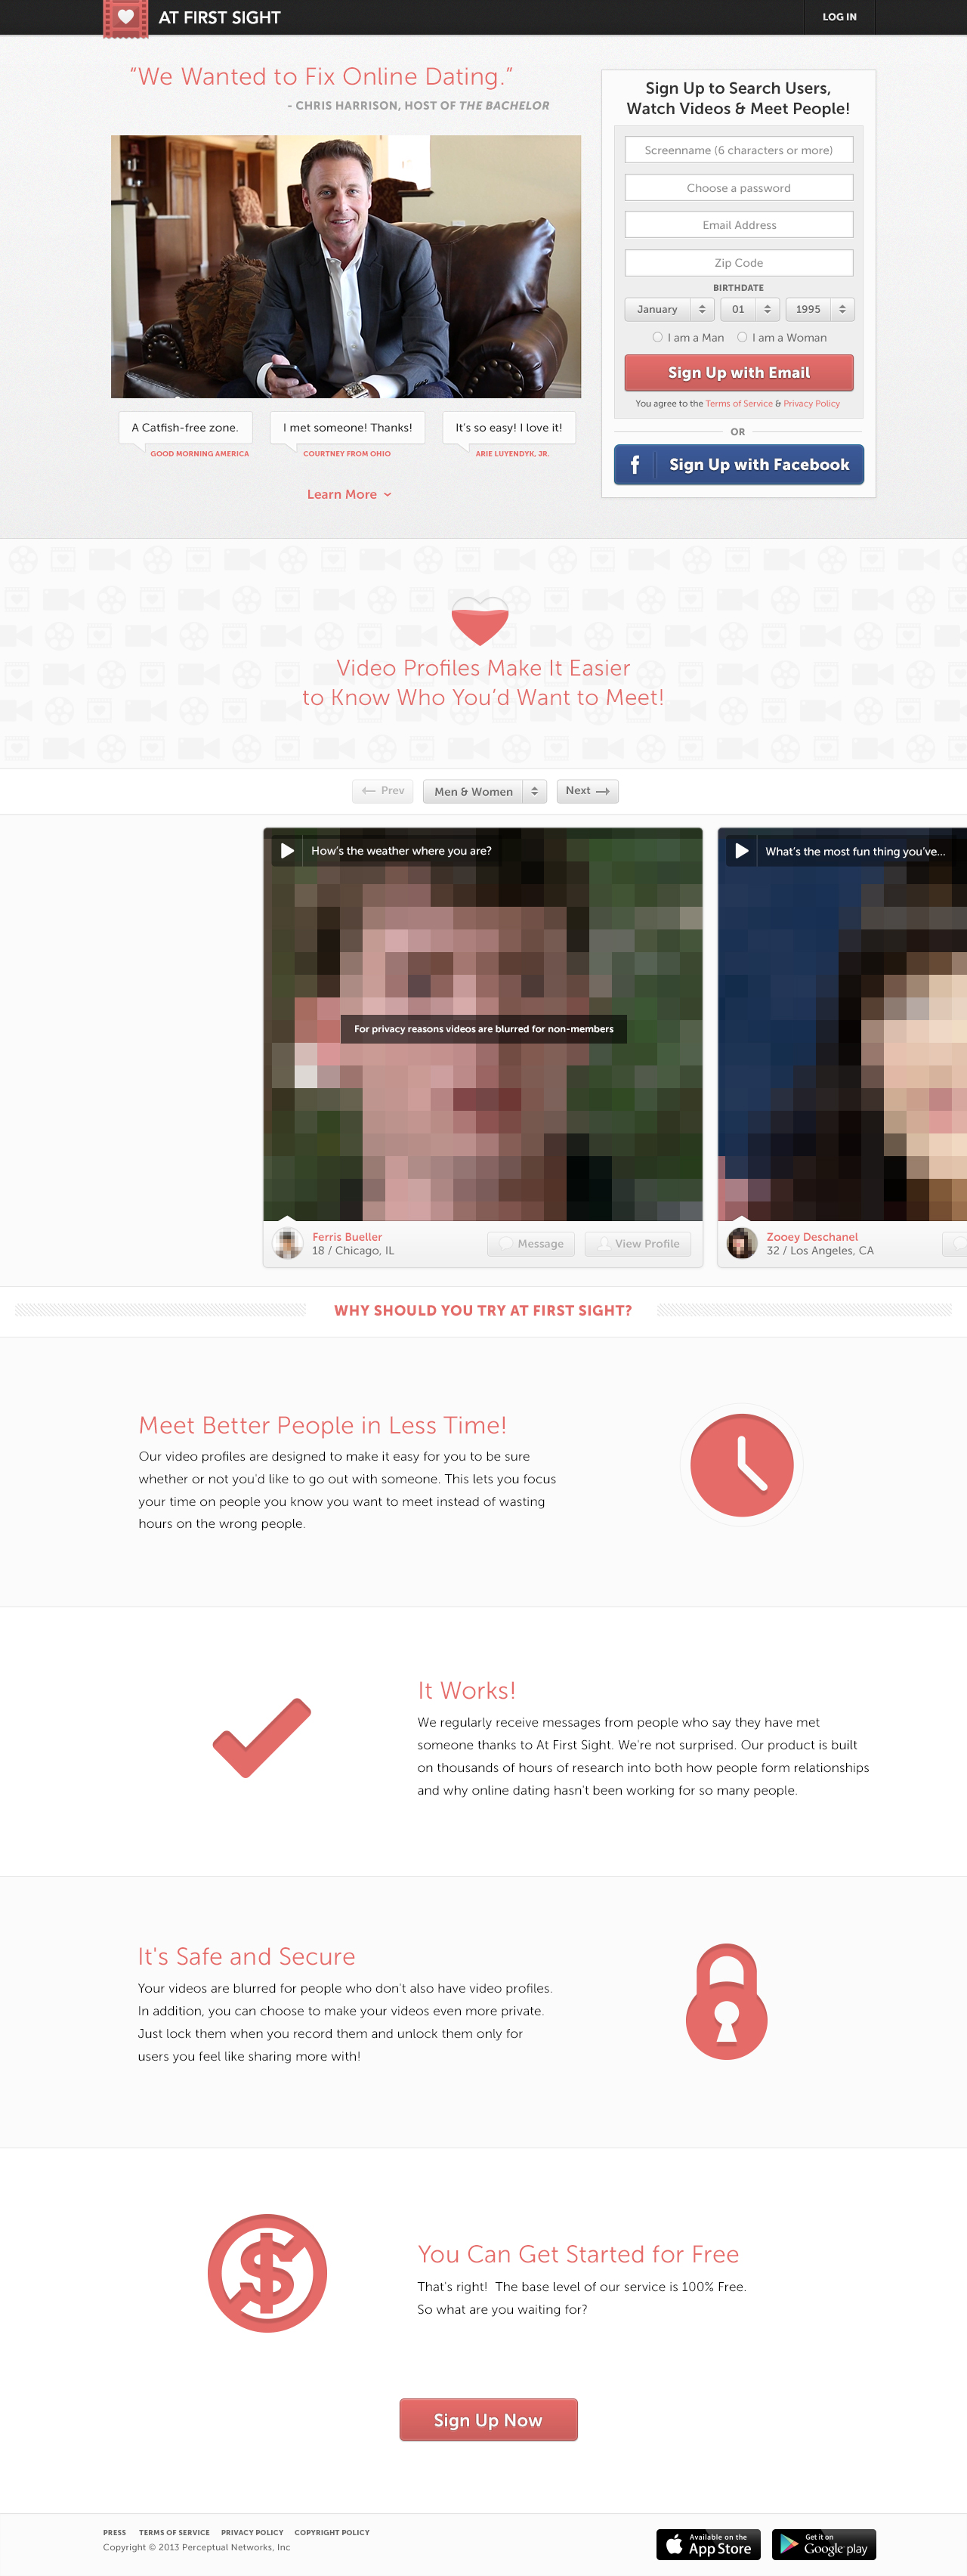 AT FIRST SIGHT
LOG IN
“We Wanted to Fix Online Dating.”
- CHRIS HARRISON, HOST OF THE BACHELOR
A Catfish-free zone.
GOOD MORNING AMERICA
I met someone! Thanks!
COURTNEY FROM OHIO
It's so easy! I love it!
ARIE LUYENDYK, JR.
Learn More
Sign Up to Search Users,
Watch Videos & Meet People!
Screenname (6 characters or more)
Choose a password
Email Address
Zip Code
BIRTHDATE
January 01 1995
I am a Man I am a Woman
Sign Up with Email
You agree to the Terms of Service & Privacy Policy
OR
f Sign Up with Facebook
Video Profiles Make It Easier
to Know Who You’d Want to Meet!
Prev Men & Women Next
How’s the weather where you are?
For privacy reasons videos are blurred for non-members
Ferris Bueller
18 / Chicago, IL
Message View Profile
What’s the most fun thing you’ve...
Zooey Deschanel
32 / Los Angeles, CA
WHY SHOULD YOU TRY AT FIRST SIGHT?
Meet Better People in Less Time!
Our video profiles are designed to make it easy for you to be sure
whether or not you'd like to go out with someone. This lets you focus
your time on people you know you want to meet instead of wasting
hours on the wrong people.
It Works!
We regularly receive messages from people who say they have met
someone thanks to At First Sight. We're not surprised. Our product is built
on thousands of hours of research into both how people form relationships
and why online dating hasn't been working for so many people.
It's Safe and Secure
Your videos are blurred for people who don't also have video profiles.
In addition, you can choose to make your videos even more private.
Just lock them when you record them and unlock them only for
users you feel like sharing more with!
$
You Can Get Started for Free
That's right! The base level of our service is 100% Free.
So what are you waiting for?
Sign Up Now
PRESS TERMS OF SERVICE PRIVACY POLICY COPYRIGHT POLICY
Copyright © 2013 Perceptual Networks, Inc
Available on the
App Store
Get it on
Google play